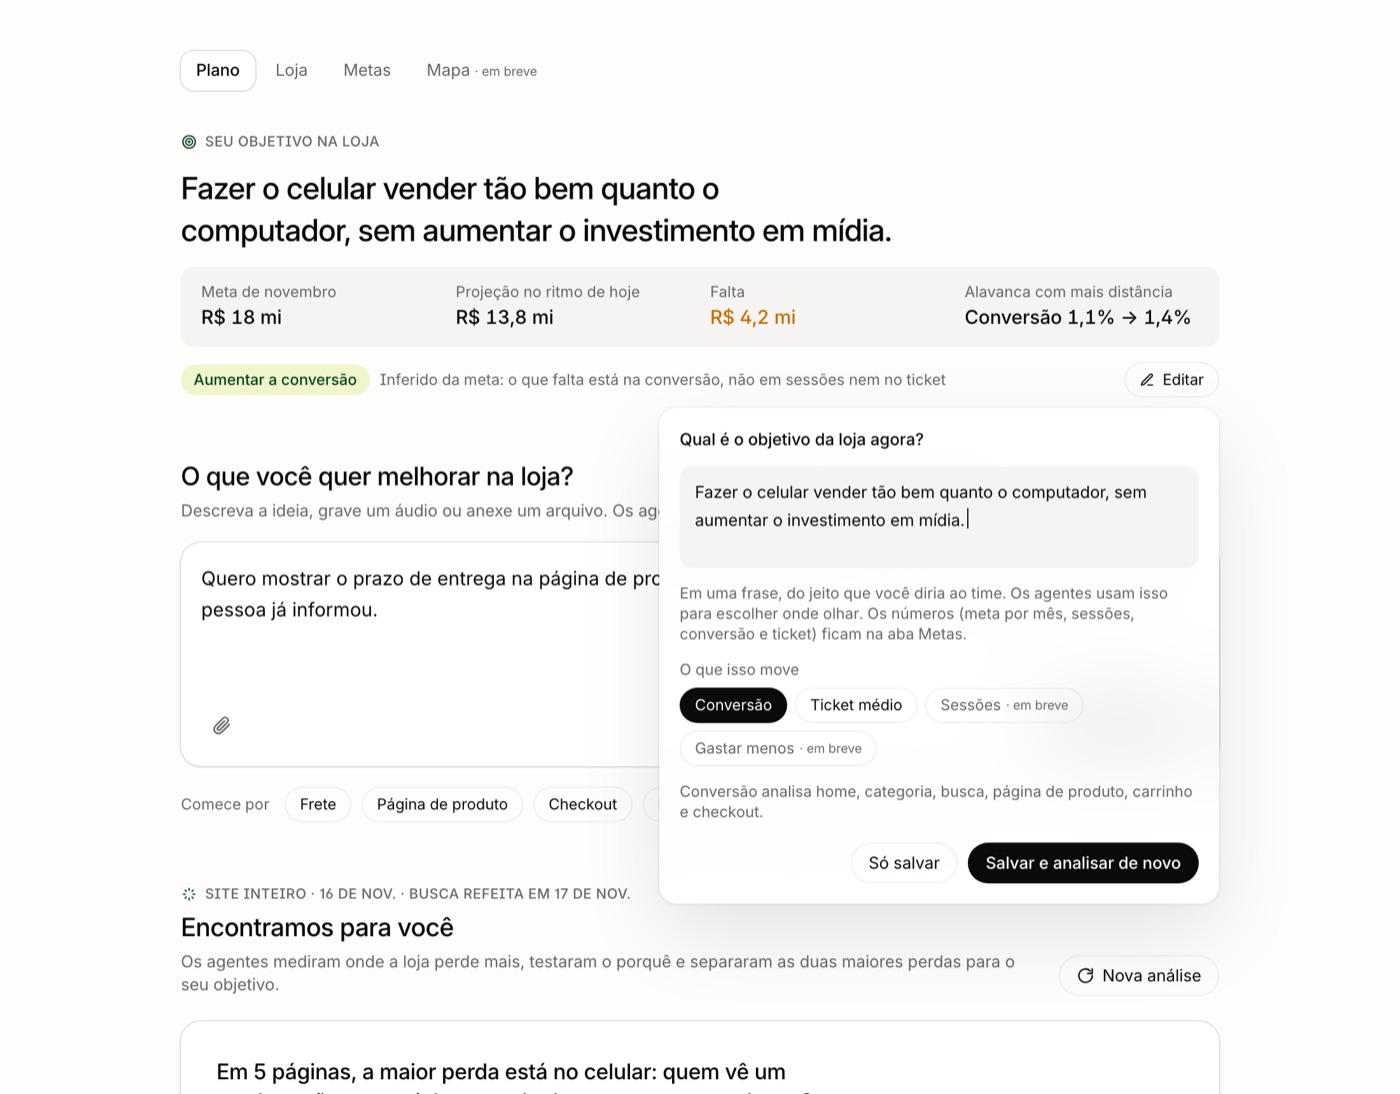 Plano
Loja
Metas
Mapa · em breve
SEU OBJETIVO NA LOJA
Fazer o celular vender tão bem quanto o
computador, sem aumentar o investimento em mídia.
Meta de novembro
R$ 18 mi
Projeção no ritmo de hoje
R$ 13,8 mi
Falta
R$ 4,2 mi
Alavanca com mais distância
Conversão 1,1% → 1,4%
Aumentar a conversão
Inferido da meta: o que falta está na conversão, não em sessões nem no ticket
Editar
Qual é o objetivo da loja agora?
Fazer o celular vender tão bem quanto o computador, sem
aumentar o investimento em mídia.
Em uma frase, do jeito que você diria ao time. Os agentes usam isso
para escolher onde olhar. Os números (meta por mês, sessões,
conversão e ticket) ficam na aba Metas.
O que isso move
Conversão
Ticket médio
Sessões · em breve
Gastar menos · em breve
Conversão analisa home, categoria, busca, página de produto, carrinho
e checkout.
Só salvar
Salvar e analisar de novo
O que você quer melhorar na loja?
Descreva a ideia, grave um áudio ou anexe um arquivo. Os
Quero mostrar o prazo de entrega na página de
pessoa já informou.
Comece por
Frete
Página de produto
Checkout
SITE INTEIRO · 16 DE NOV. · BUSCA REFEITA EM 17 DE NOV.
Encontramos para você
Os agentes mediram onde a loja perde mais, testaram o porquê e separaram as duas maiores perdas para o
seu objetivo.
Nova análise
Em 5 páginas, a maior perda está no celular: quem vê um